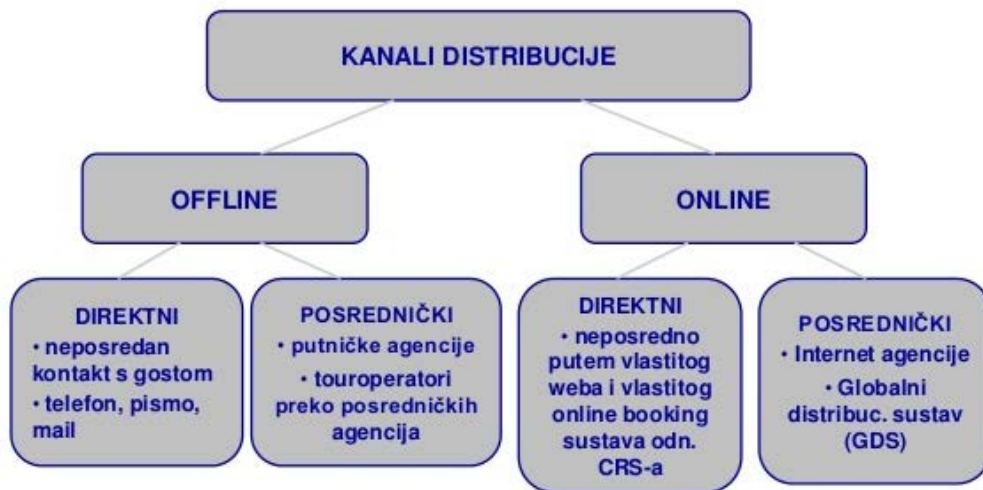 KANALI DISTRIBUCIJE
OFFLINE
ONLINE
DIREKTNI
• neposredan
kontakt s gostom
• telefon, pismo,
mail
POSREDNIČKI
• putničke agencije
• touroperatori
preko posredničkih
agencija
DIREKTNI
• neposredno
putem vlastitog
weba i vlastitog
online booking
sustava odn.
CRS-a
POSREDNIČKI
• Internet agencije
• Globalni
distribuc. sustav
(GDS)